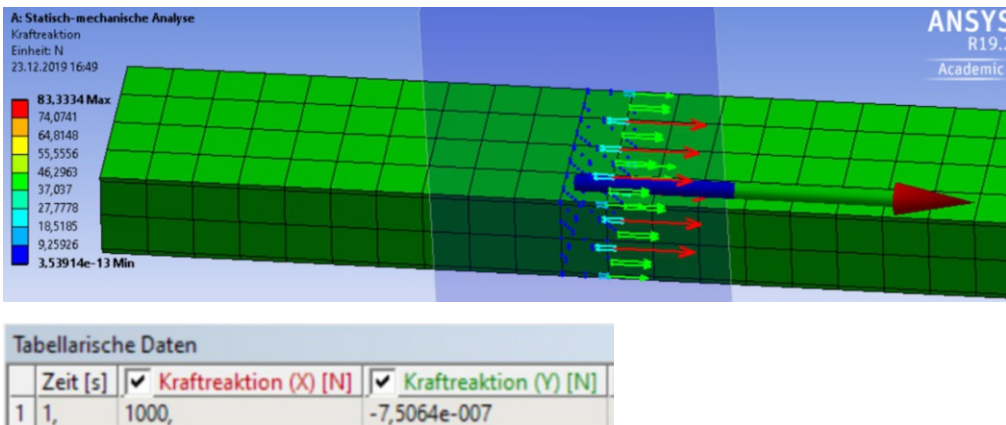 A: Statisch-mechanische Analyse
Kraftreaktion
Einheit: N
23.12.2019 16:49
83,3334 Max
74,0741
64,8148
55,5556
46,2963
37,037
27,7778
18,5185
9,25926
3,53914e-13 Min
ANSYS
R19.
Academic
Tabellarische Daten
Zeit [s] Kraftreaktion (X) [N] Kraftreaktion (Y) [N]
1 1, 1000, -7,5064e-007